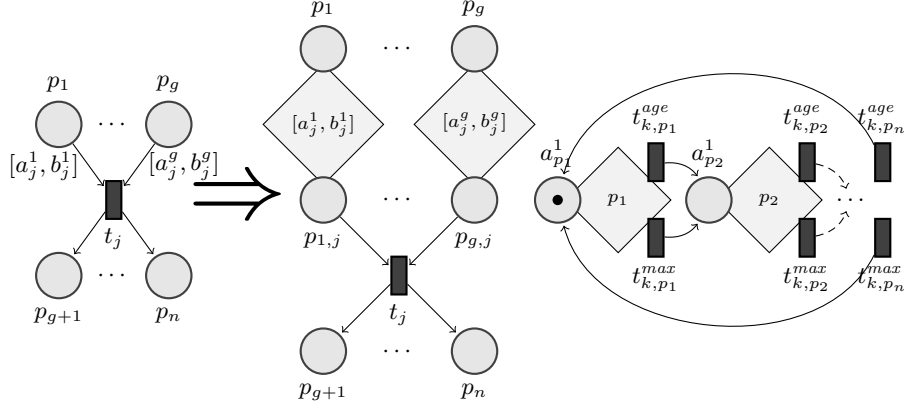 p_1 p_g
...
[a_j^1, b_j^1] [a_j^g, b_j^g]
t_j
...
p_{g+1} p_n
⇒
p_1 p_g
...
[a_j^1, b_j^1] [a_j^g, b_j^g]
...
p_{1,j} p_{g,j}
t_j
...
p_{g+1} p_n
t_{k,p_1}^{age} t_{k,p_2}^{age} t_{k,p_n}^{age}
a_{p_1}^1 a_{p_2}^1
p_1 p_2 ...
t_{k,p_1}^{max} t_{k,p_2}^{max} t_{k,p_n}^{max}